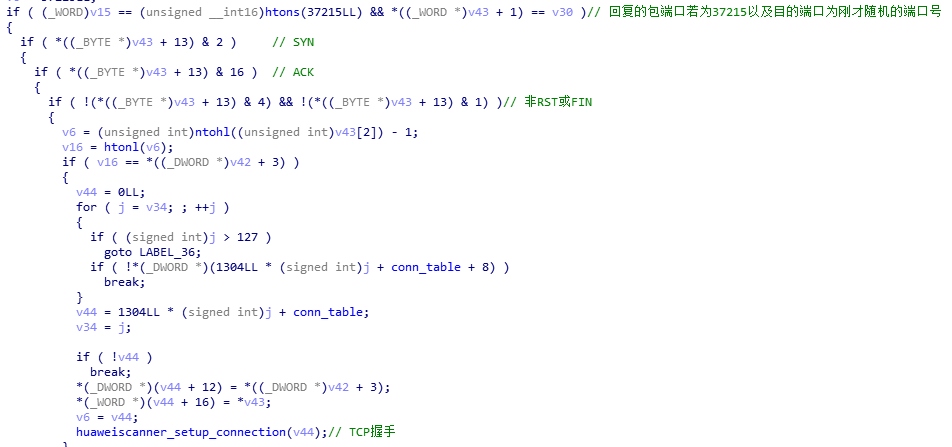 if ( (_WORD)v15 == (unsigned __int16)htons(37215LL) && *((_WORD *)v43 + 1) == v30 )// 回复的包端口若为37215以及目的端口为刚才随机的端口号
{
if ( *((_BYTE *)v43 + 13) & 2 ) // SYN
{
if ( *((_BYTE *)v43 + 13) & 16 ) // ACK
{
if ( !(*((_BYTE *)v43 + 13) & 4) && !(*((_BYTE *)v43 + 13) & 1) )// 非RST或FIN
{
v6 = (unsigned int)ntohl((unsigned int)v43[2]) - 1;
v16 = htonl(v6);
if ( v16 == *((_DWORD *)v42 + 3) )
{
v44 = 0LL;
for ( j = v34; ; ++j )
{
if ( (signed int)j > 127 )
goto LABEL_36;
if ( !*(_DWORD *)(1304LL * (signed int)j + conn_table + 8) )
break;
}
v44 = 1304LL * (signed int)j + conn_table;
v34 = j;
if ( !v44 )
break;
*(_DWORD *)(v44 + 12) = *((_DWORD *)v42 + 3);
*(_WORD *)(v44 + 16) = *v43;
v6 = v44;
huaweiscanner_setup_connection(v44);// TCP握手
}